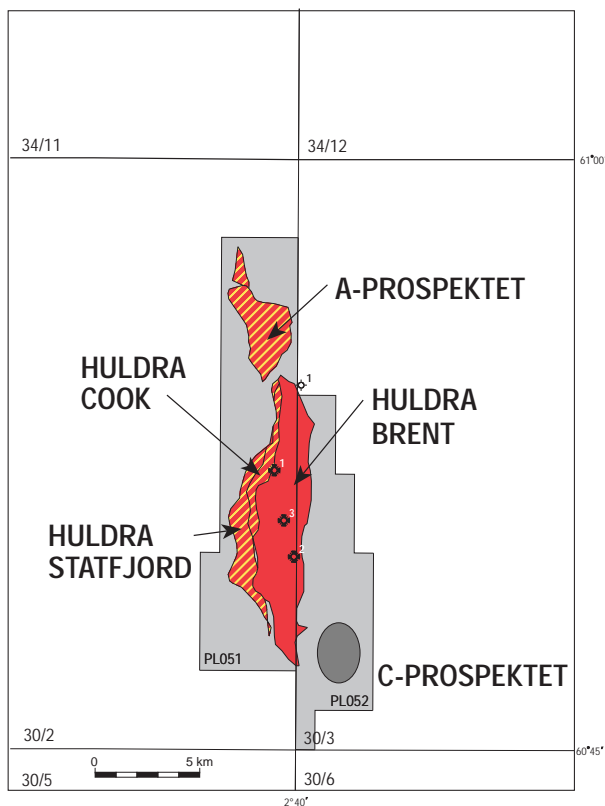 34/11
34/12
61°00'
A-PROSPEKTET
HULDRA
COOK
1
HULDRA
BRENT
1
3
HULDRA
STATFJORD
2
PL051
C-PROSPEKTET
PL052
30/2
30/3
60°45'
0 5 km
30/5
30/6
2°40'